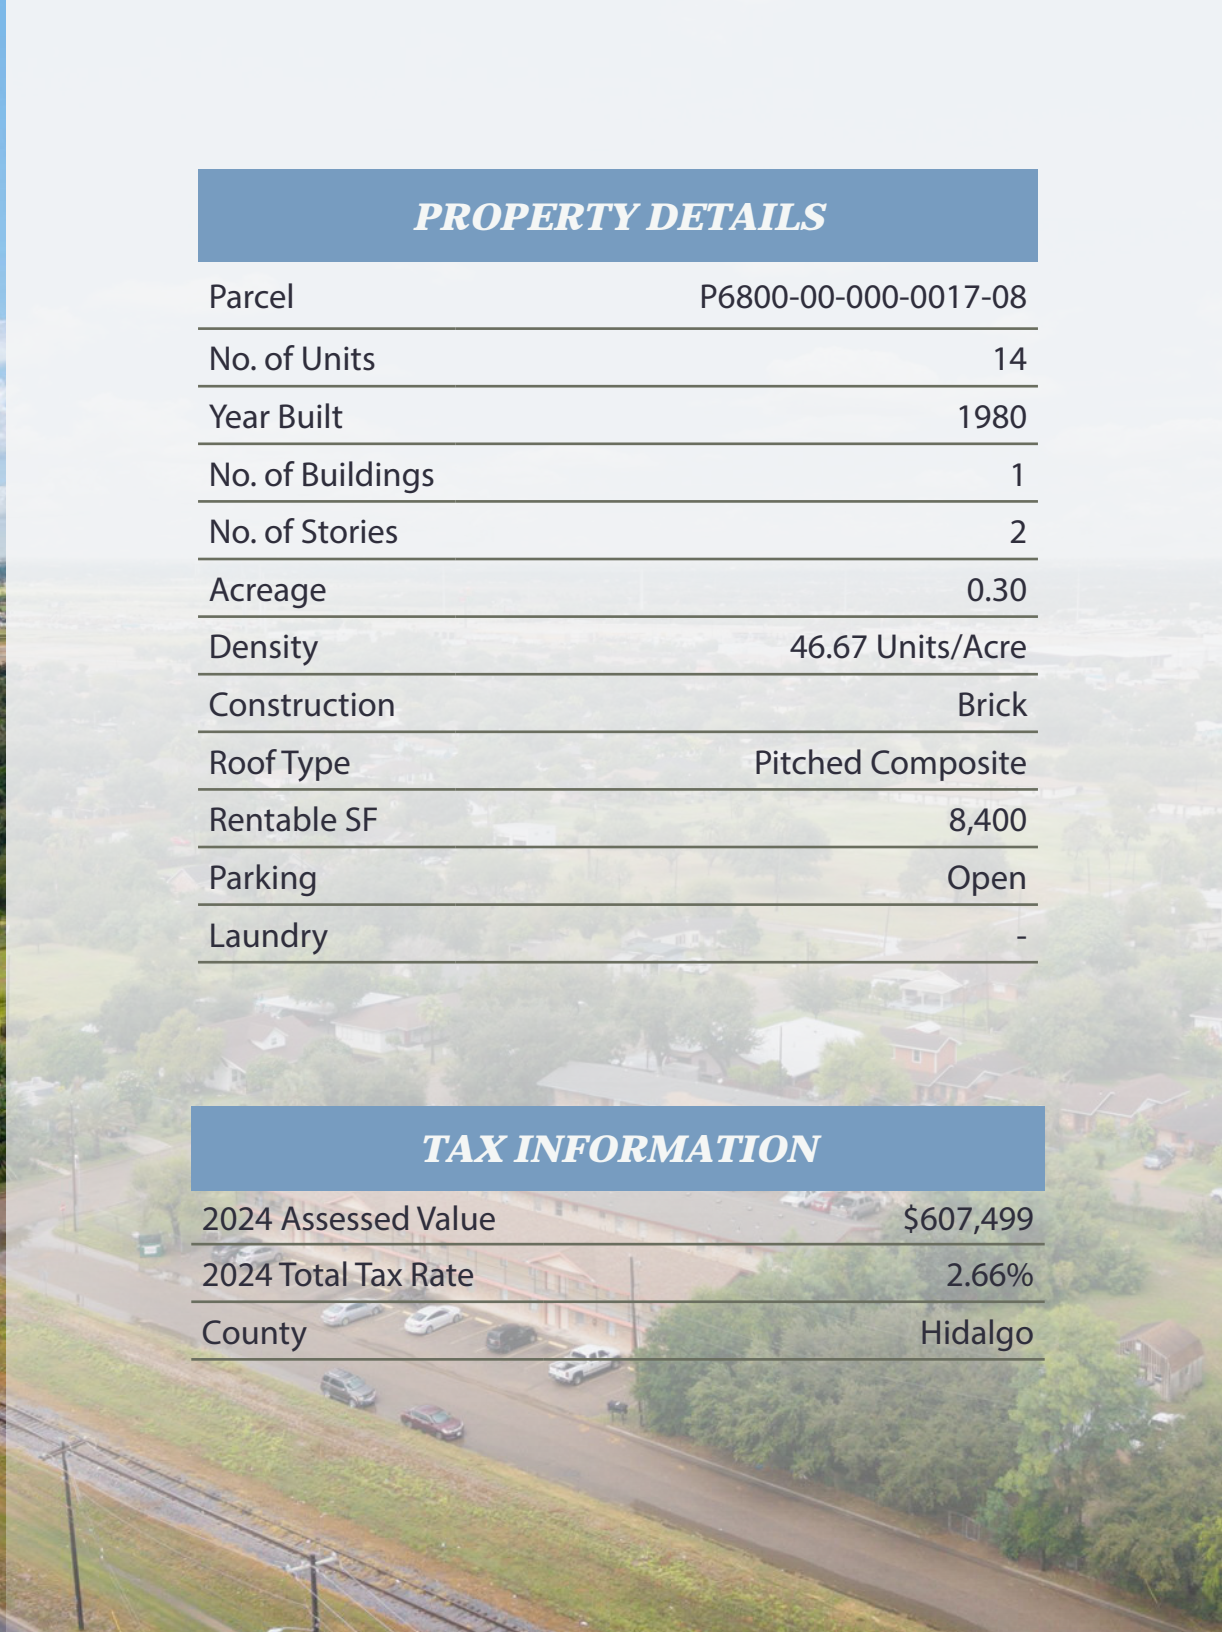 PROPERTY DETAILS
Parcel P6800-00-000-0017-08
No. of Units 14
Year Built 1980
No. of Buildings 1
No. of Stories 2
Acreage 0.30
Density 46.67 Units/Acre
Construction Brick
Roof Type Pitched Composite
Rentable SF 8,400
Parking Open
Laundry -
TAX INFORMATION
2024 Assessed Value $607,499
2024 Total Tax Rate 2.66%
County Hidalgo